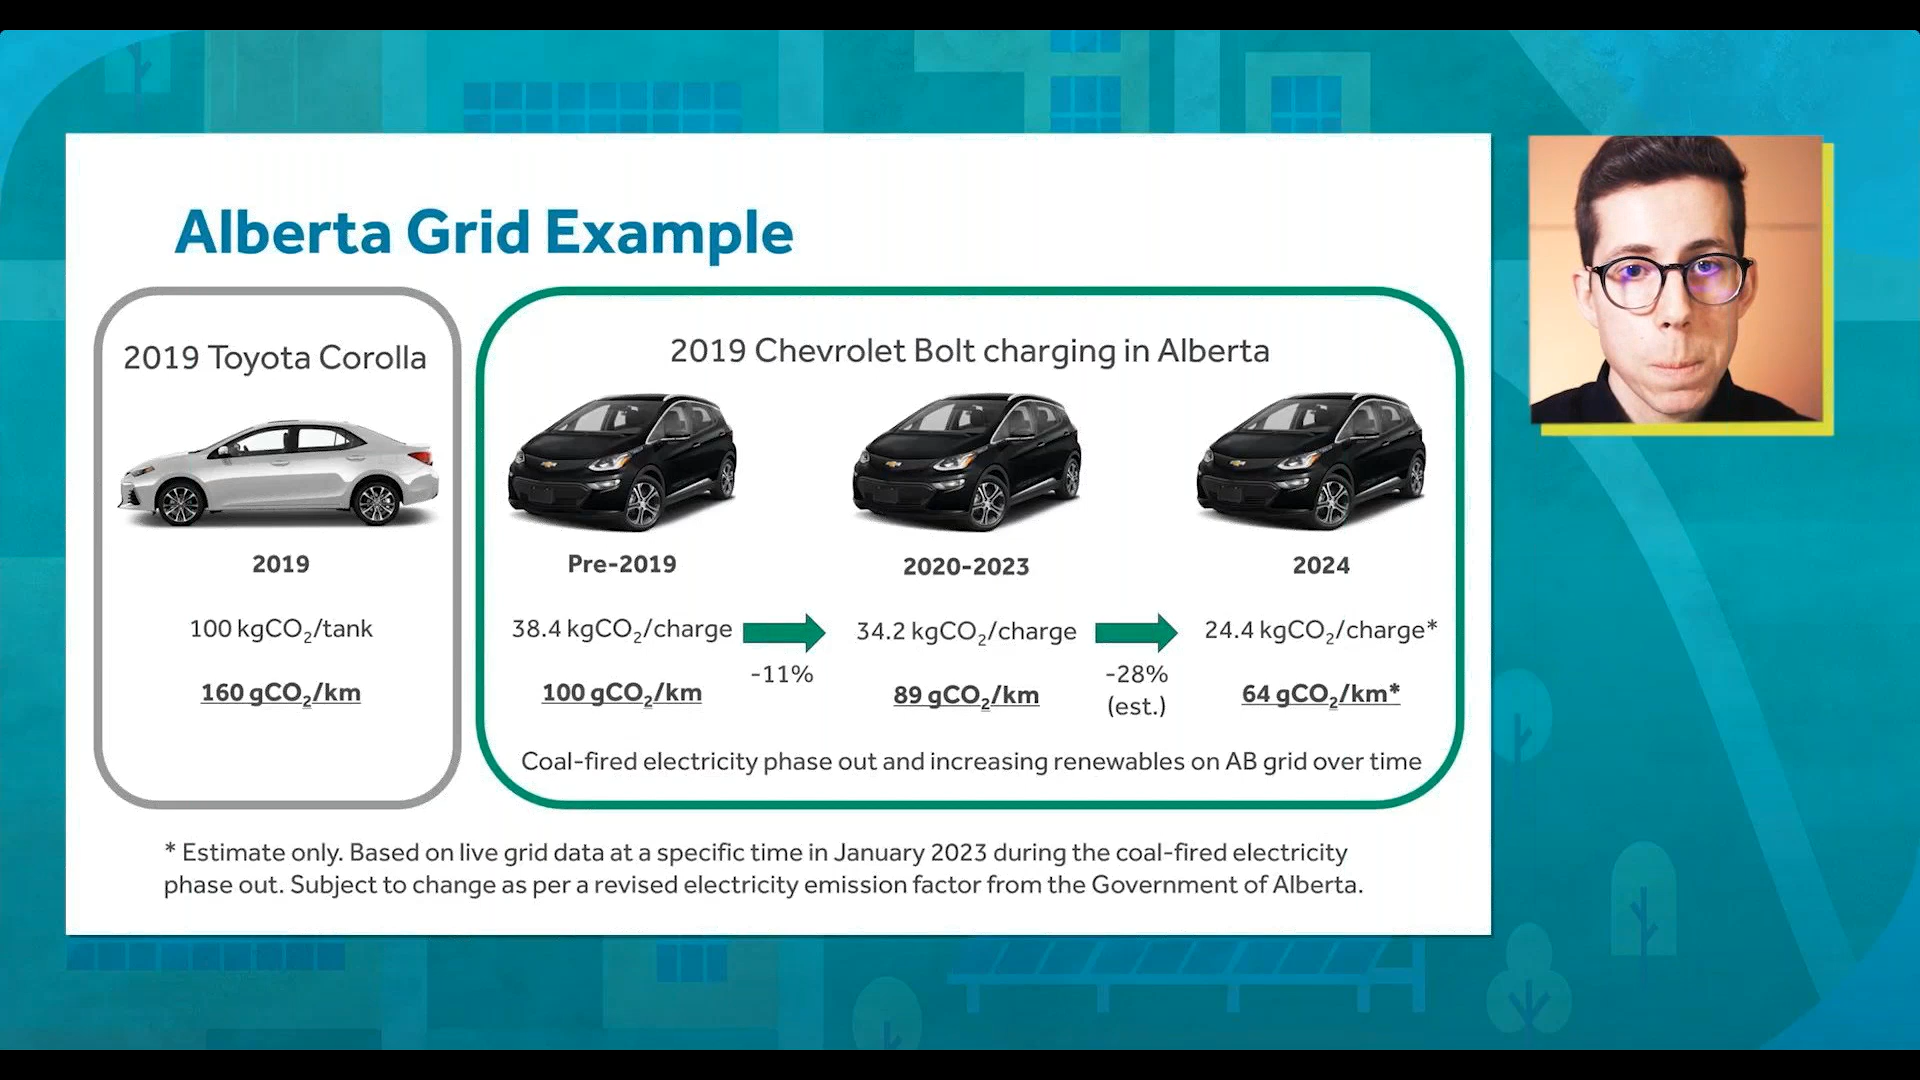 Alberta Grid Example
2019 Toyota Corolla
2019
100 kgCO₂/tank
160 gCO₂/km
2019 Chevrolet Bolt charging in Alberta
Pre-2019
2020-2023
2024
38.4 kgCO₂/charge
34.2 kgCO₂/charge
24.4 kgCO₂/charge*
-11%
-28%
(est.)
100 gCO₂/km
89 gCO₂/km
64 gCO₂/km*
Coal-fired electricity phase out and increasing renewables on AB grid over time
* Estimate only. Based on live grid data at a specific time in January 2023 during the coal-fired electricity
phase out. Subject to change as per a revised electricity emission factor from the Government of Alberta.